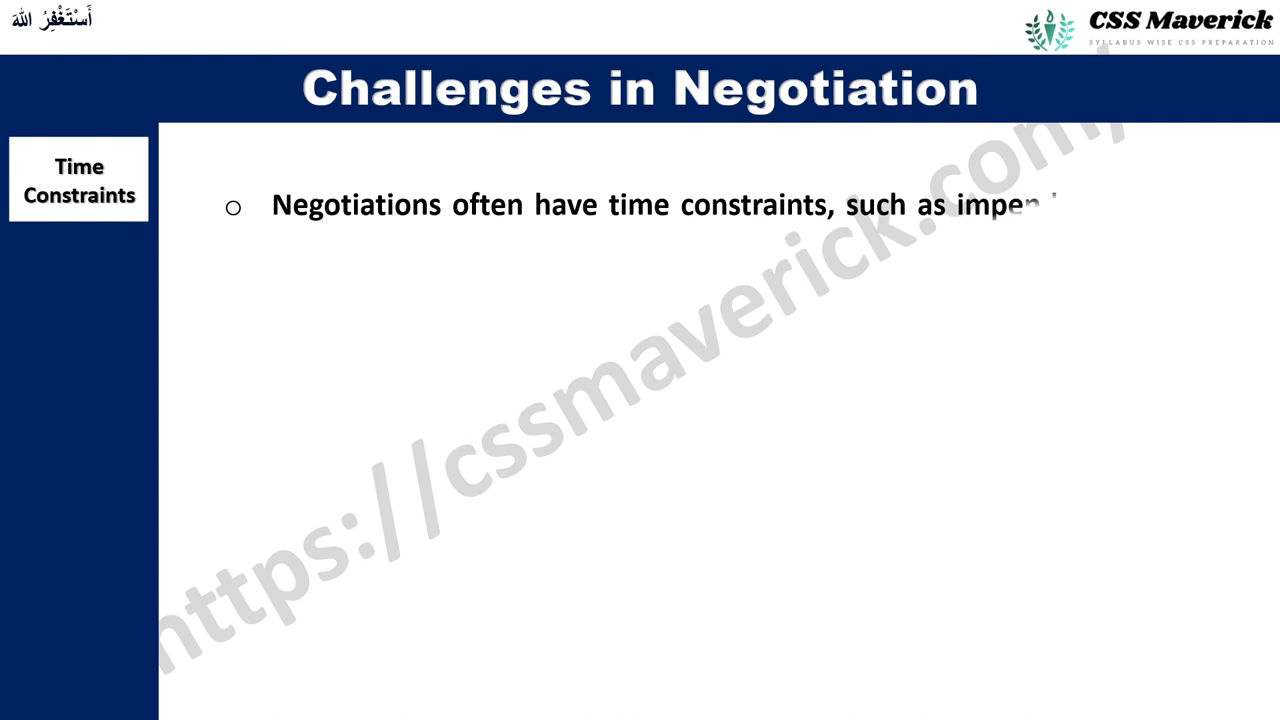 أَسْتَغْفِرُ اللهَ
CSS Maverick
SYLLABUS WISE CSS PREPARATION
Challenges in Negotiation
Time
Constraints
o Negotiations often have time constraints, such as
https://cssmaverick.com/